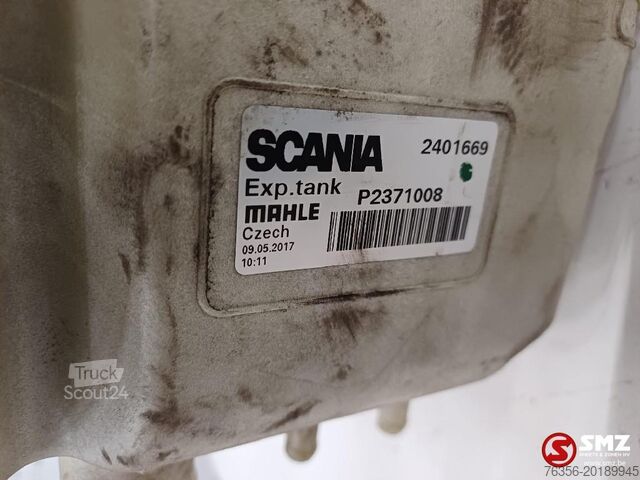 SCANIA 2401669
Exp.tank P2371008
MAHLE
Czech
09.05.2017
10:11
Truck
Scout24
SMZ
76356-20189945